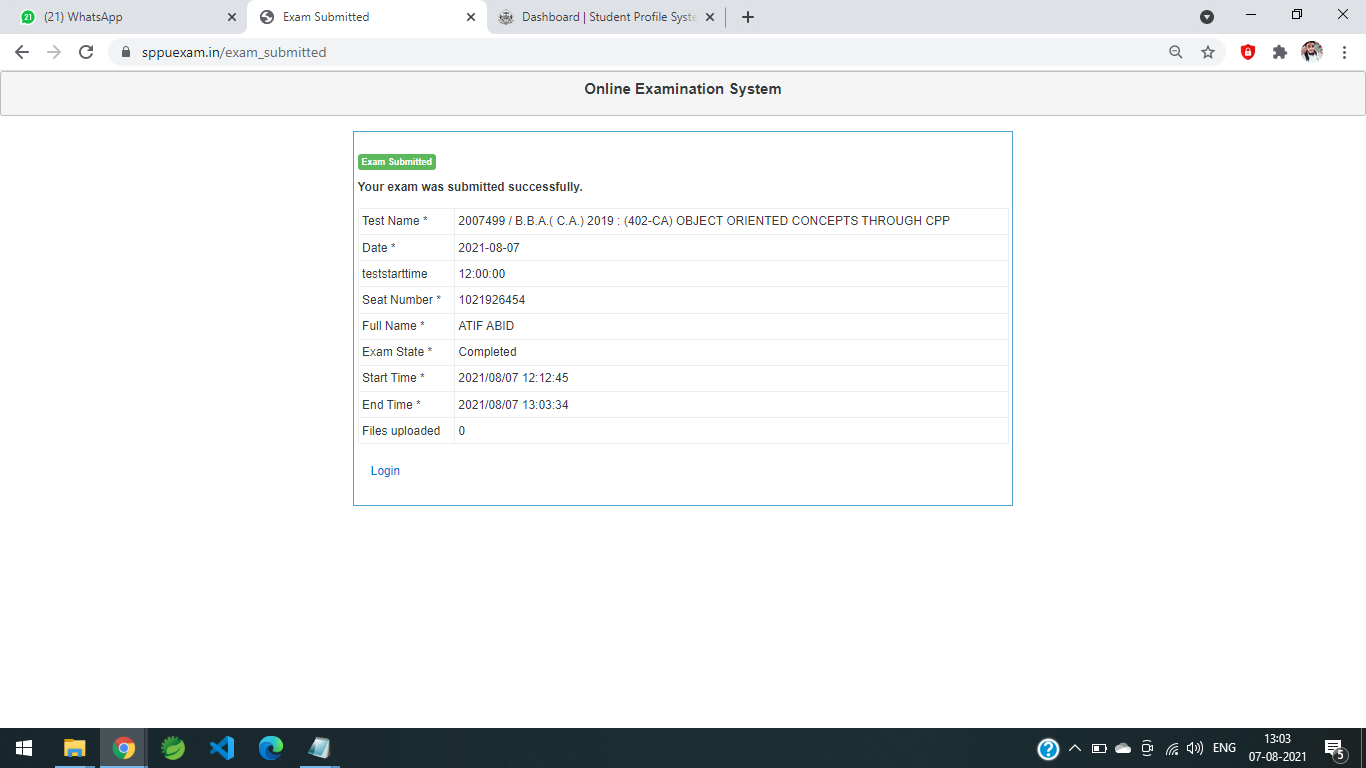 (21) WhatsApp
Exam Submitted
Dashboard | Student Profile Syste
sppuexam.in/exam_submitted
Online Examination System
Exam Submitted
Your exam was submitted successfully.
Test Name * 2007499 / B.B.A.( C.A.) 2019 : (402-CA) OBJECT ORIENTED CONCEPTS THROUGH CPP
Date * 2021-08-07
teststarttime 12:00:00
Seat Number * 1021926454
Full Name * ATIF ABID
Exam State * Completed
Start Time * 2021/08/07 12:12:45
End Time * 2021/08/07 13:03:34
Files uploaded 0
Login
ENG
13:03
07-08-2021
5